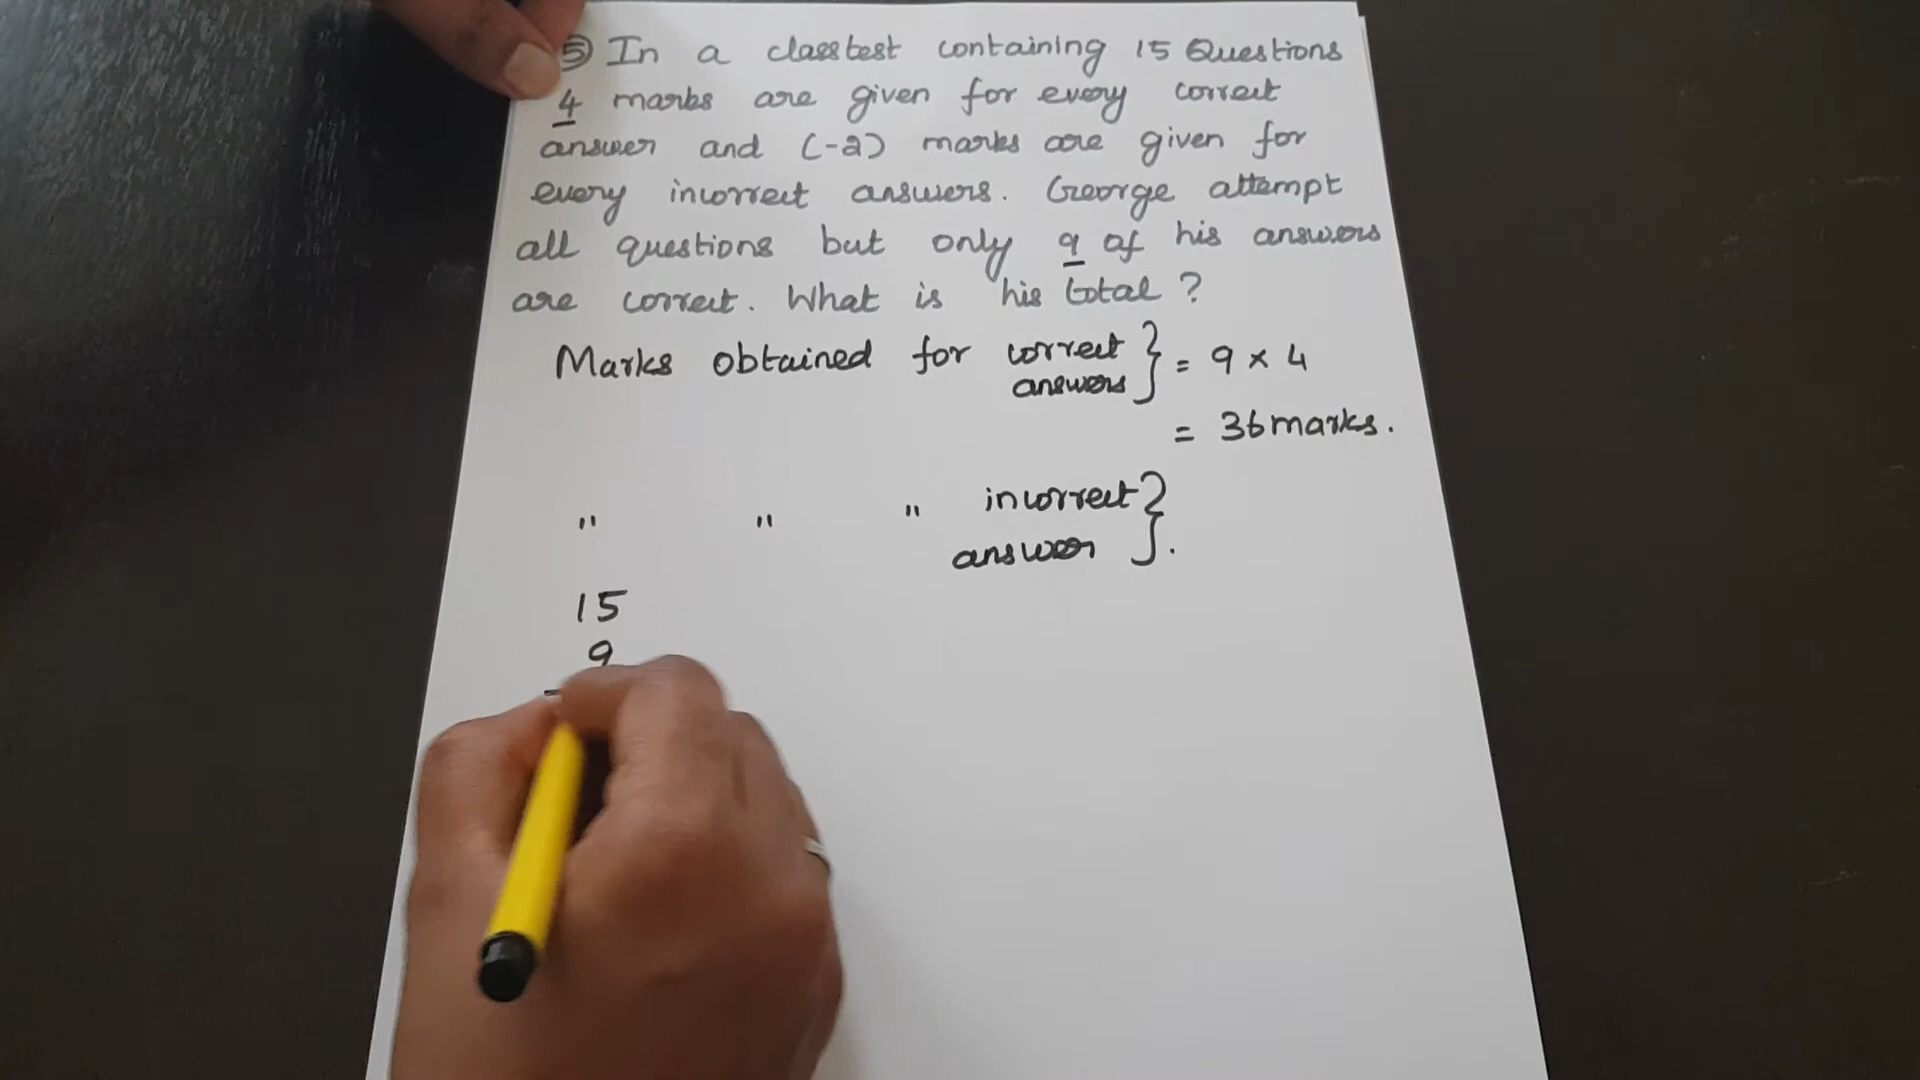 ⑤ In a classtest containing 15 Questions
4 marks are given for every correct
answer and (-2) marks are given for
every incorrect answers. George attempt
all questions but only 9 of his answers
are correct. What is his total ?
Marks obtained for correct answers } = 9 × 4
= 36 marks.
" " " incorrect answer } .
15
9